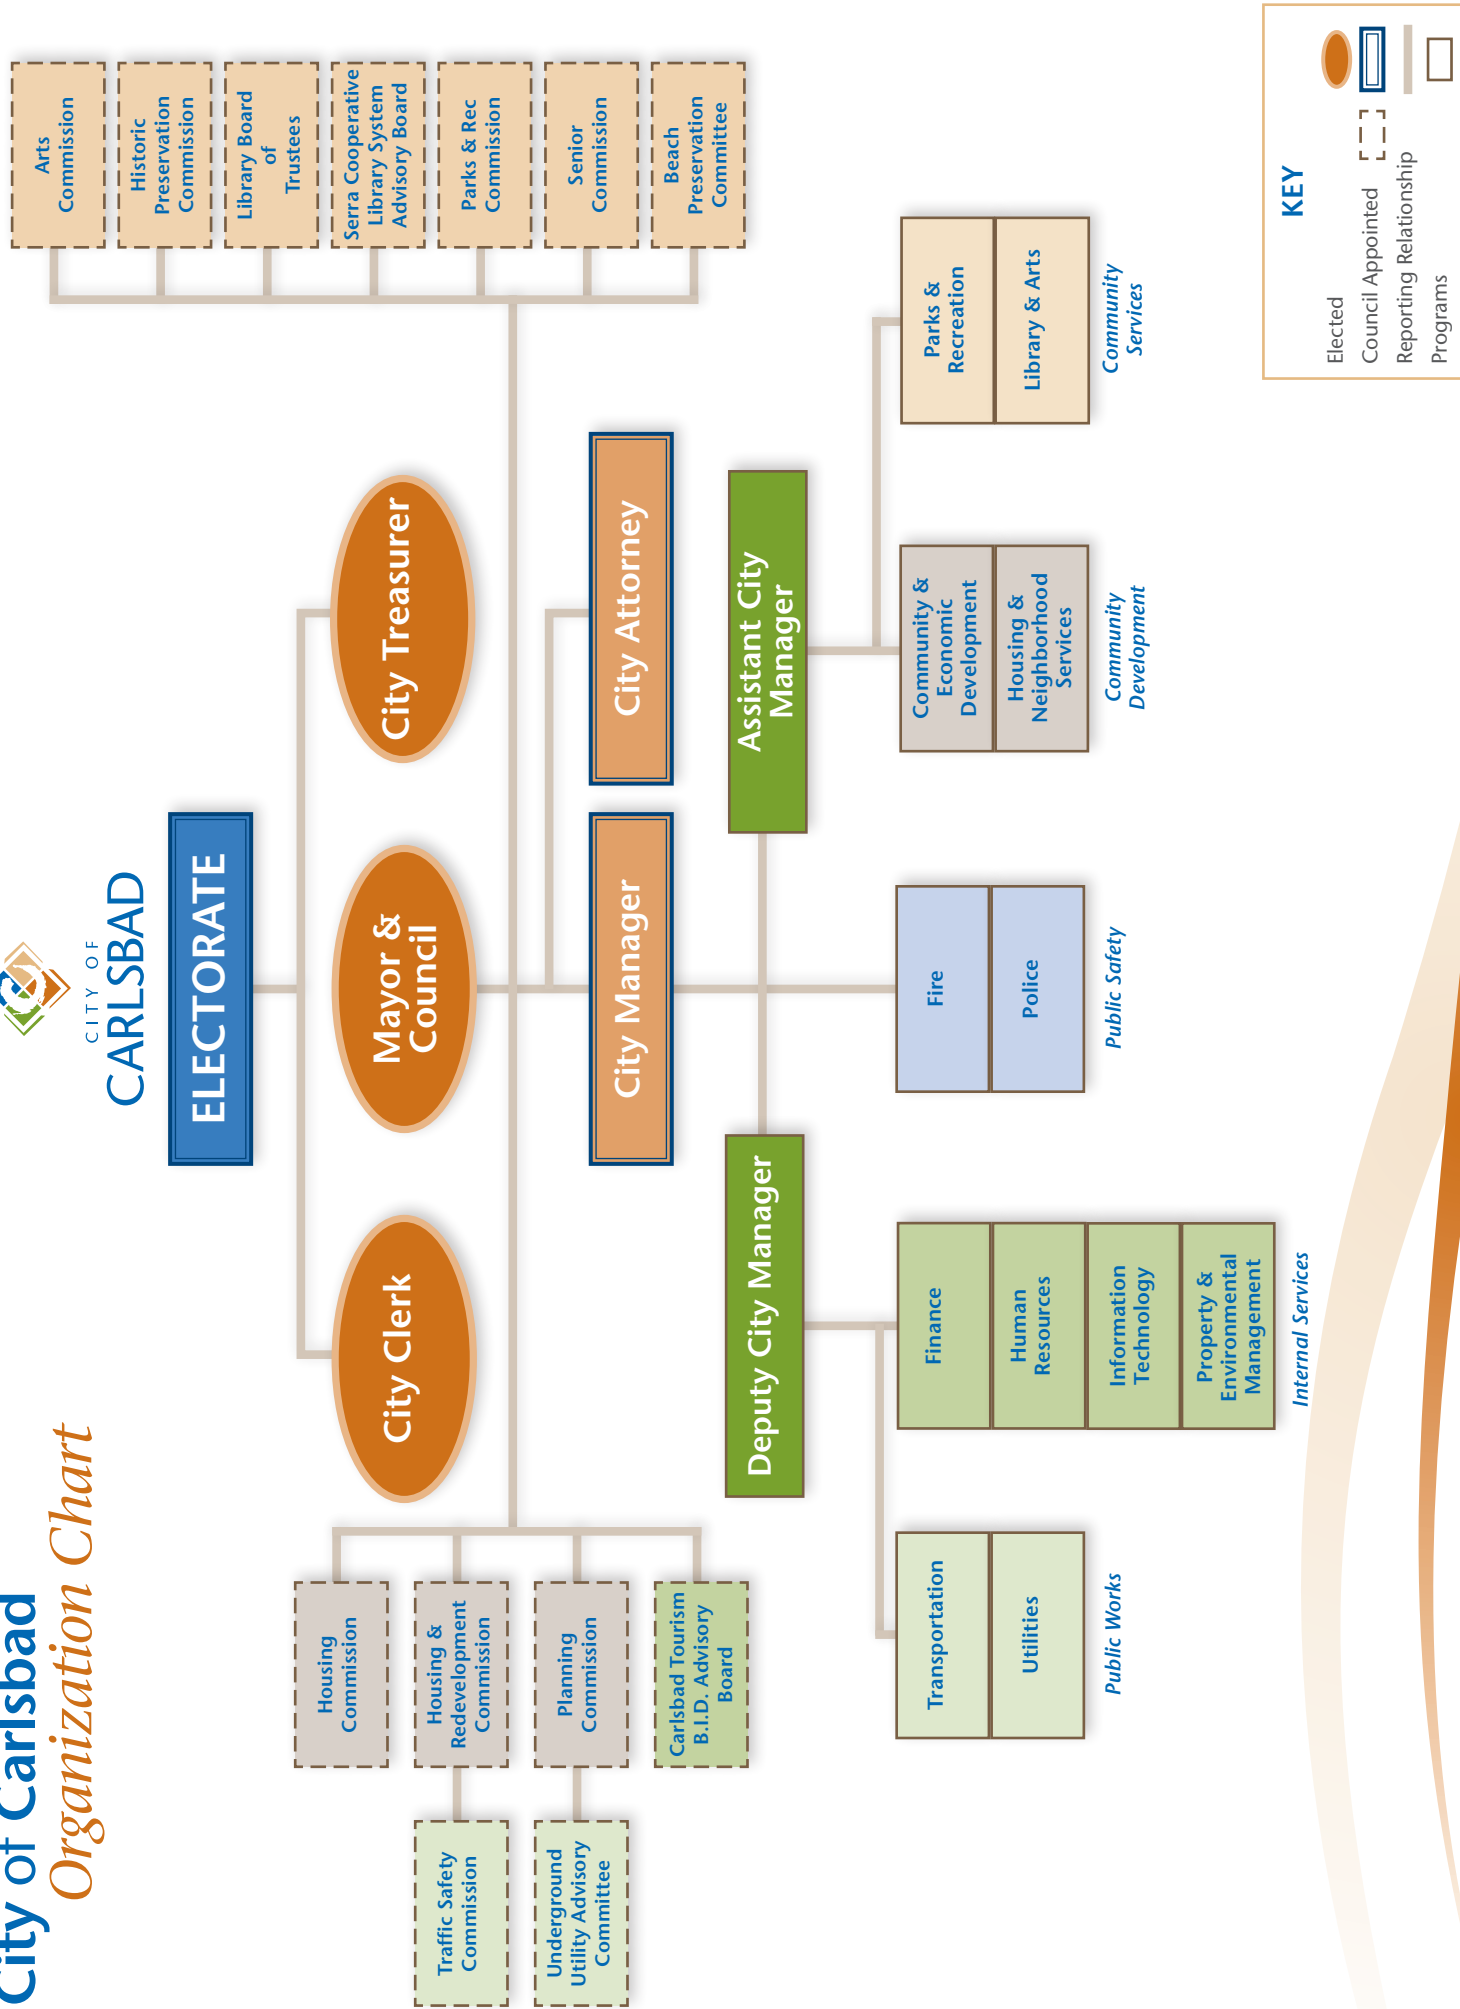 City of Carlsbad
Organization Chart
CITY OF
CARLSBAD
ELECTORATE
City Clerk
Mayor &
Council
City Treasurer
Housing
Commission
Housing &
Redevelopment
Commission
Planning
Commission
Carlsbad Tourism
B.I.D. Advisory
Board
Traffic Safety
Commission
Underground
Utility Advisory
Committee
Arts
Commission
Historic
Preservation
Commission
Library Board
of
Trustees
Serra Cooperative
Library System
Advisory Board
Parks & Rec
Commission
Senior
Commission
Beach
Preservation
Committee
City Manager
City Attorney
Deputy City Manager
Assistant City
Manager
Transportation
Utilities
Public Works
Finance
Human
Resources
Information
Technology
Property &
Environmental
Management
Internal Services
Fire
Police
Public Safety
Community &
Economic
Development
Housing &
Neighborhood
Services
Community
Development
Parks &
Recreation
Library & Arts
Community
Services
KEY
Elected
Council Appointed
Reporting Relationship
Programs